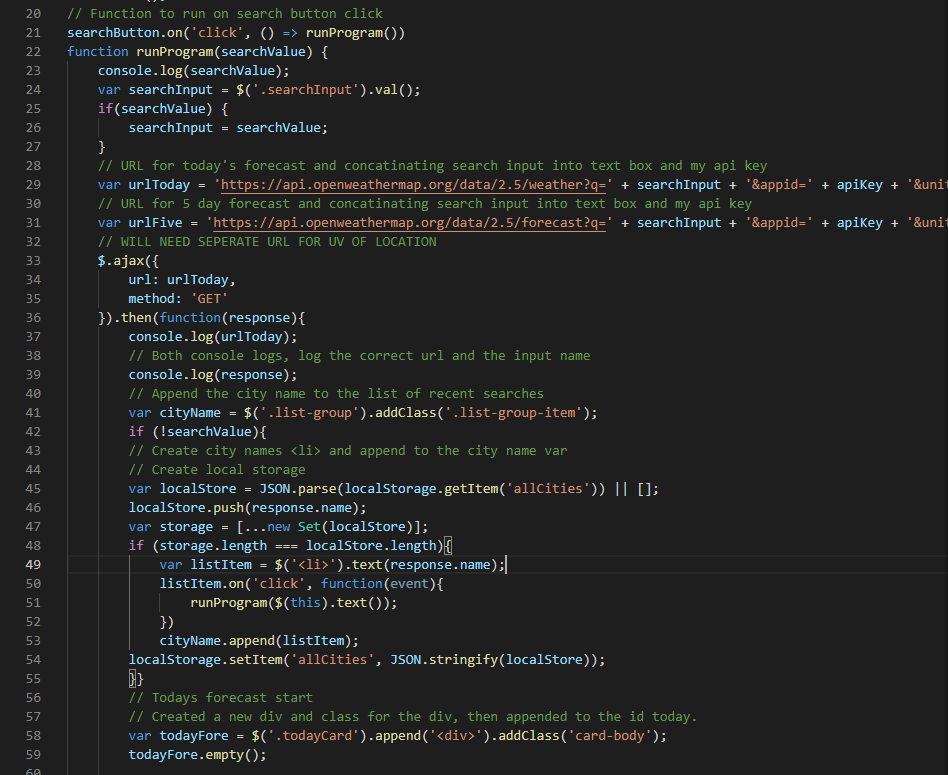 20 // Function to run on search button click
21 searchButton.on('click', () => runProgram())
22 function runProgram(searchValue) {
23 console.log(searchValue);
24 var searchInput = $('.searchInput').val();
25 if(searchValue) {
26 searchInput = searchValue;
27 }
28 // URL for today's forecast and concatinating search input into text box and my api key
29 var urlToday = 'https://api.openweathermap.org/data/2.5/weather?q=' + searchInput + '&appid=' + apiKey + '&unit
30 // URL for 5 day forecast and concatinating search input into text box and my api key
31 var urlFive = 'https://api.openweathermap.org/data/2.5/forecast?q=' + searchInput + '&appid=' + apiKey + '&unit
32 // WILL NEED SEPERATE URL FOR UV OF LOCATION
33 $.ajax({
34 url: urlToday,
35 method: 'GET'
36 }).then(function(response){
37 console.log(urlToday);
38 // Both console logs, log the correct url and the input name
39 console.log(response);
40 // Append the city name to the list of recent searches
41 var cityName = $('.list-group').addClass('.list-group-item');
42 if (!searchValue){
43 // Create city names <li> and append to the city name var
44 // Create local storage
45 var localStore = JSON.parse(localStorage.getItem('allCities')) || [];
46 localStore.push(response.name);
47 var storage = [...new Set(localStore)];
48 if (storage.length === localStore.length){
49 var listItem = $('<li>').text(response.name);
50 listItem.on('click', function(event){
51 runProgram($(this).text());
52 })
53 cityName.append(listItem);
54 localStorage.setItem('allCities', JSON.stringify(localStore));
55 }}
56 // Todays forecast start
57 // Created a new div and class for the div, then appended to the id today.
58 var todayFore = $('.todayCard').append('<div>').addClass('card-body');
59 todayFore.empty();
60